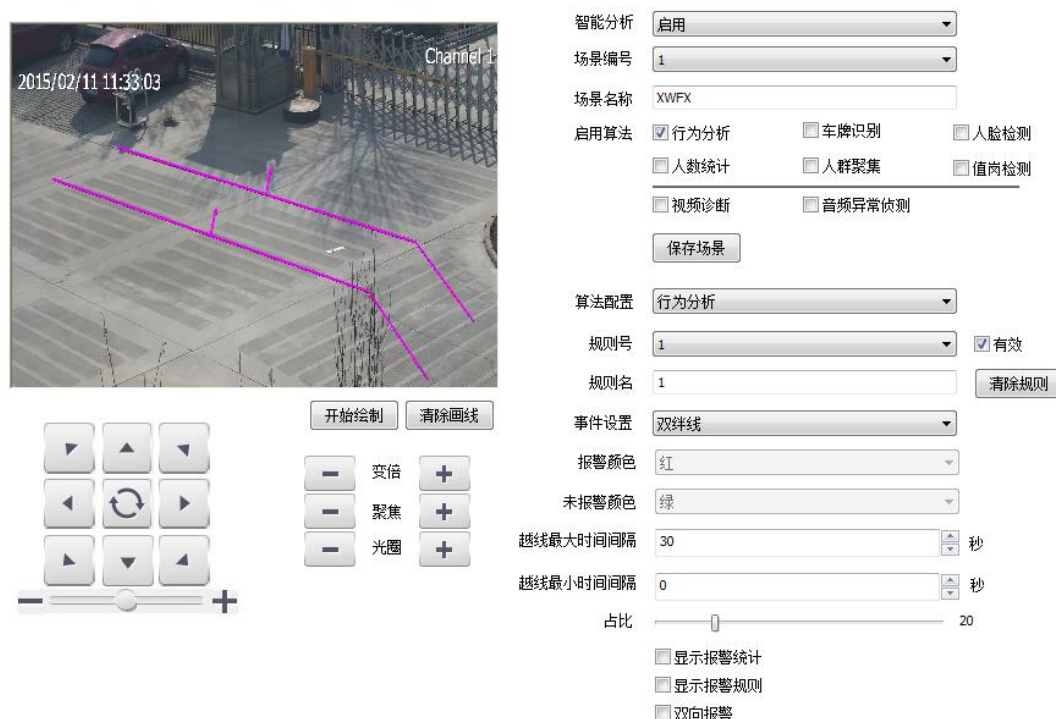 Channel 1
2015/02/11 11:33:03
开始绘制 清除画线
变倍
聚焦
光圈
智能分析 启用
场景编号 1
场景名称 XWFX
启用算法 行为分析 车牌识别 人脸检测
人数统计 人群聚集 值岗检测
视频诊断 音频异常侦测
保存场景
算法配置 行为分析
规则号 1 有效
规则名 1 清除规则
事件设置 双绊线
报警颜色 红
未报警颜色 绿
越线最大时间间隔 30 秒
越线最小时间间隔 0 秒
占比 20
显示报警统计
显示报警规则
双向报警